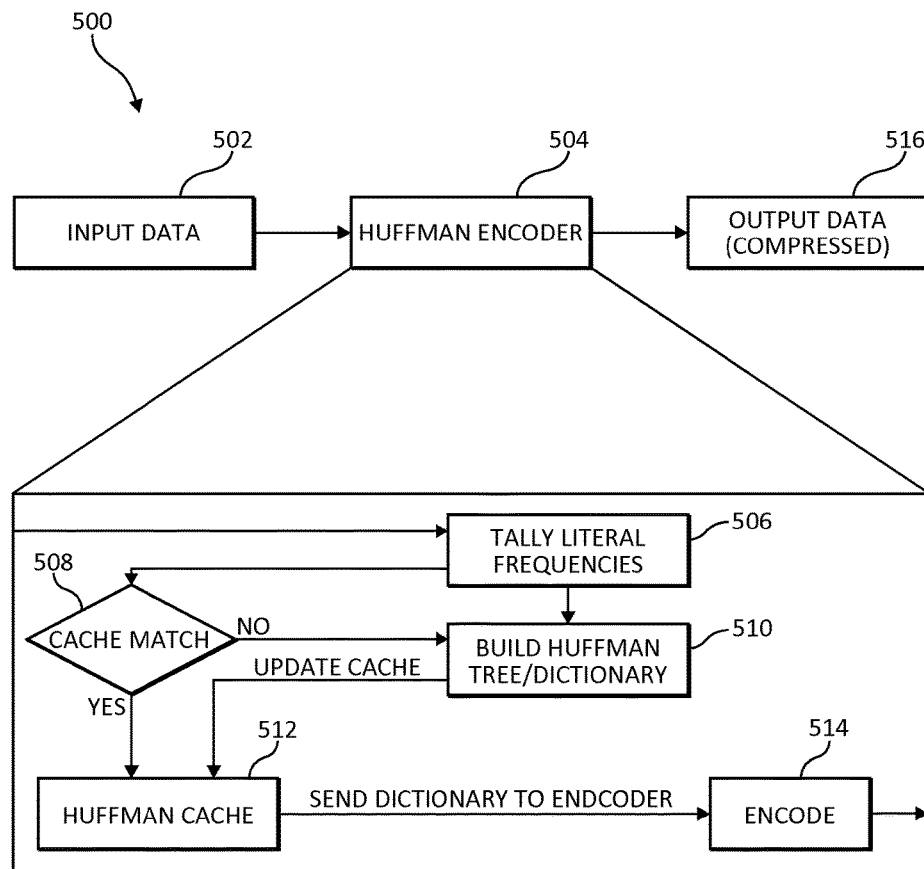 500
502
504
516
INPUT DATA
HUFFMAN ENCODER
OUTPUT DATA
(COMPRESSED)
506
TALLY LITERAL
FREQUENCIES
508
CACHE MATCH
NO
510
BUILD HUFFMAN
TREE/DICTIONARY
UPDATE CACHE
YES
512
514
HUFFMAN CACHE
SEND DICTIONARY TO ENDCODER
ENCODE